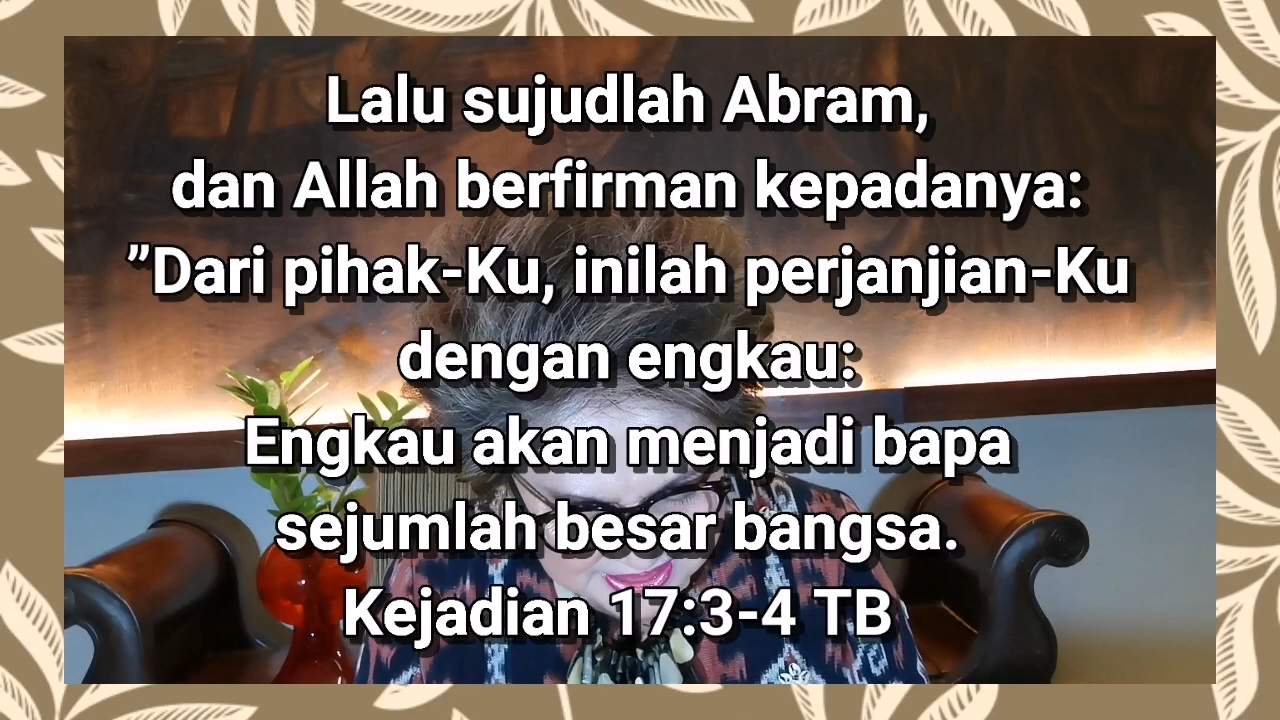 Lalu sujudlah Abram,
dan Allah berfirman kepadanya:
”Dari pihak-Ku, inilah perjanjian-Ku
dengan engkau:
Engkau akan menjadi bapa
sejumlah besar bangsa.
Kejadian 17:3-4 TB